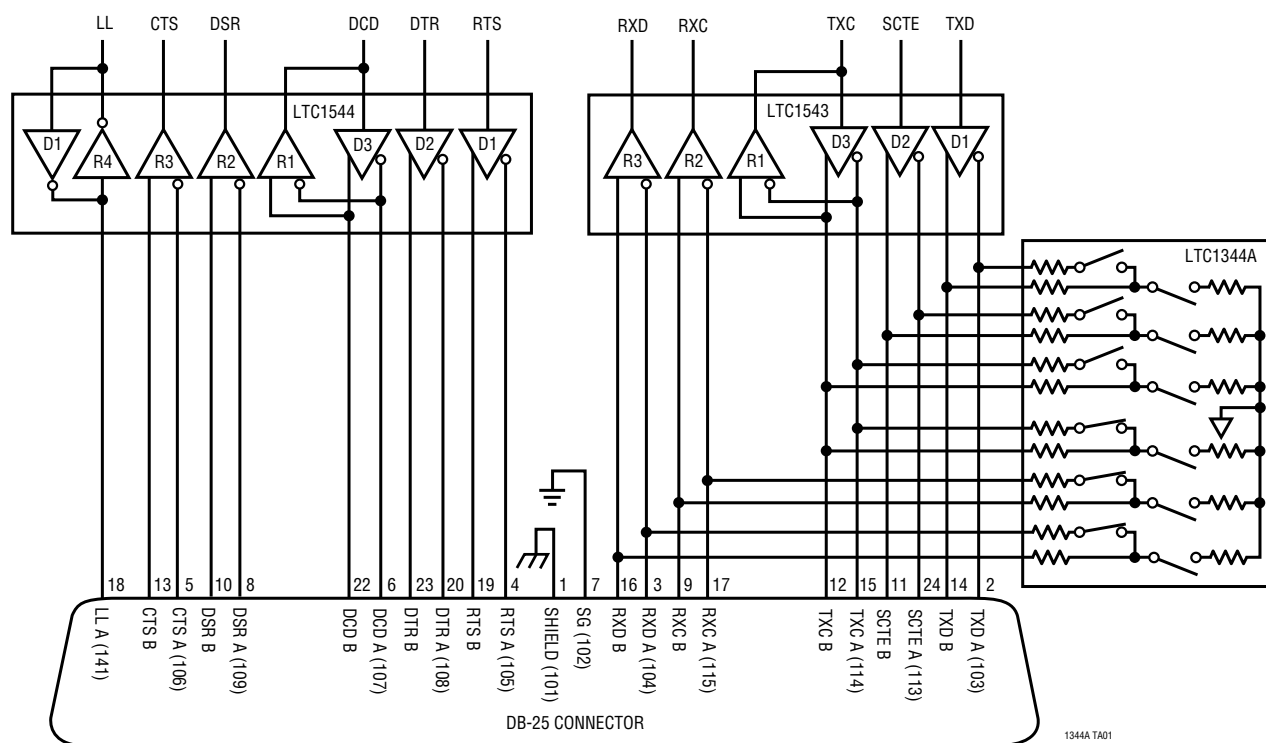 LL CTS DSR DCD DTR RTS RXD RXC TXC SCTE TXD
LTC1544 LTC1543
D1 R4 R3 R2 R1 D3 D2 D1 R3 R2 R1 D3 D2 D1
LTC1344A
18 13 5 10 8 22 6 23 20 19 4 1 7 16 3 9 17 12 15 11 24 14 2
LL A (141)
CTS B
CTS A (106)
DSR B
DSR A (109)
DCD B
DCD A (107)
DTR B
DTR A (108)
RTS B
RTS A (105)
SHIELD (101)
SG (102)
RXD B
RXD A (104)
RXC B
RXC A (115)
TXC B
TXC A (114)
SCTE B
SCTE A (113)
TXD B
TXD A (103)
DB-25 CONNECTOR
1344A TA01